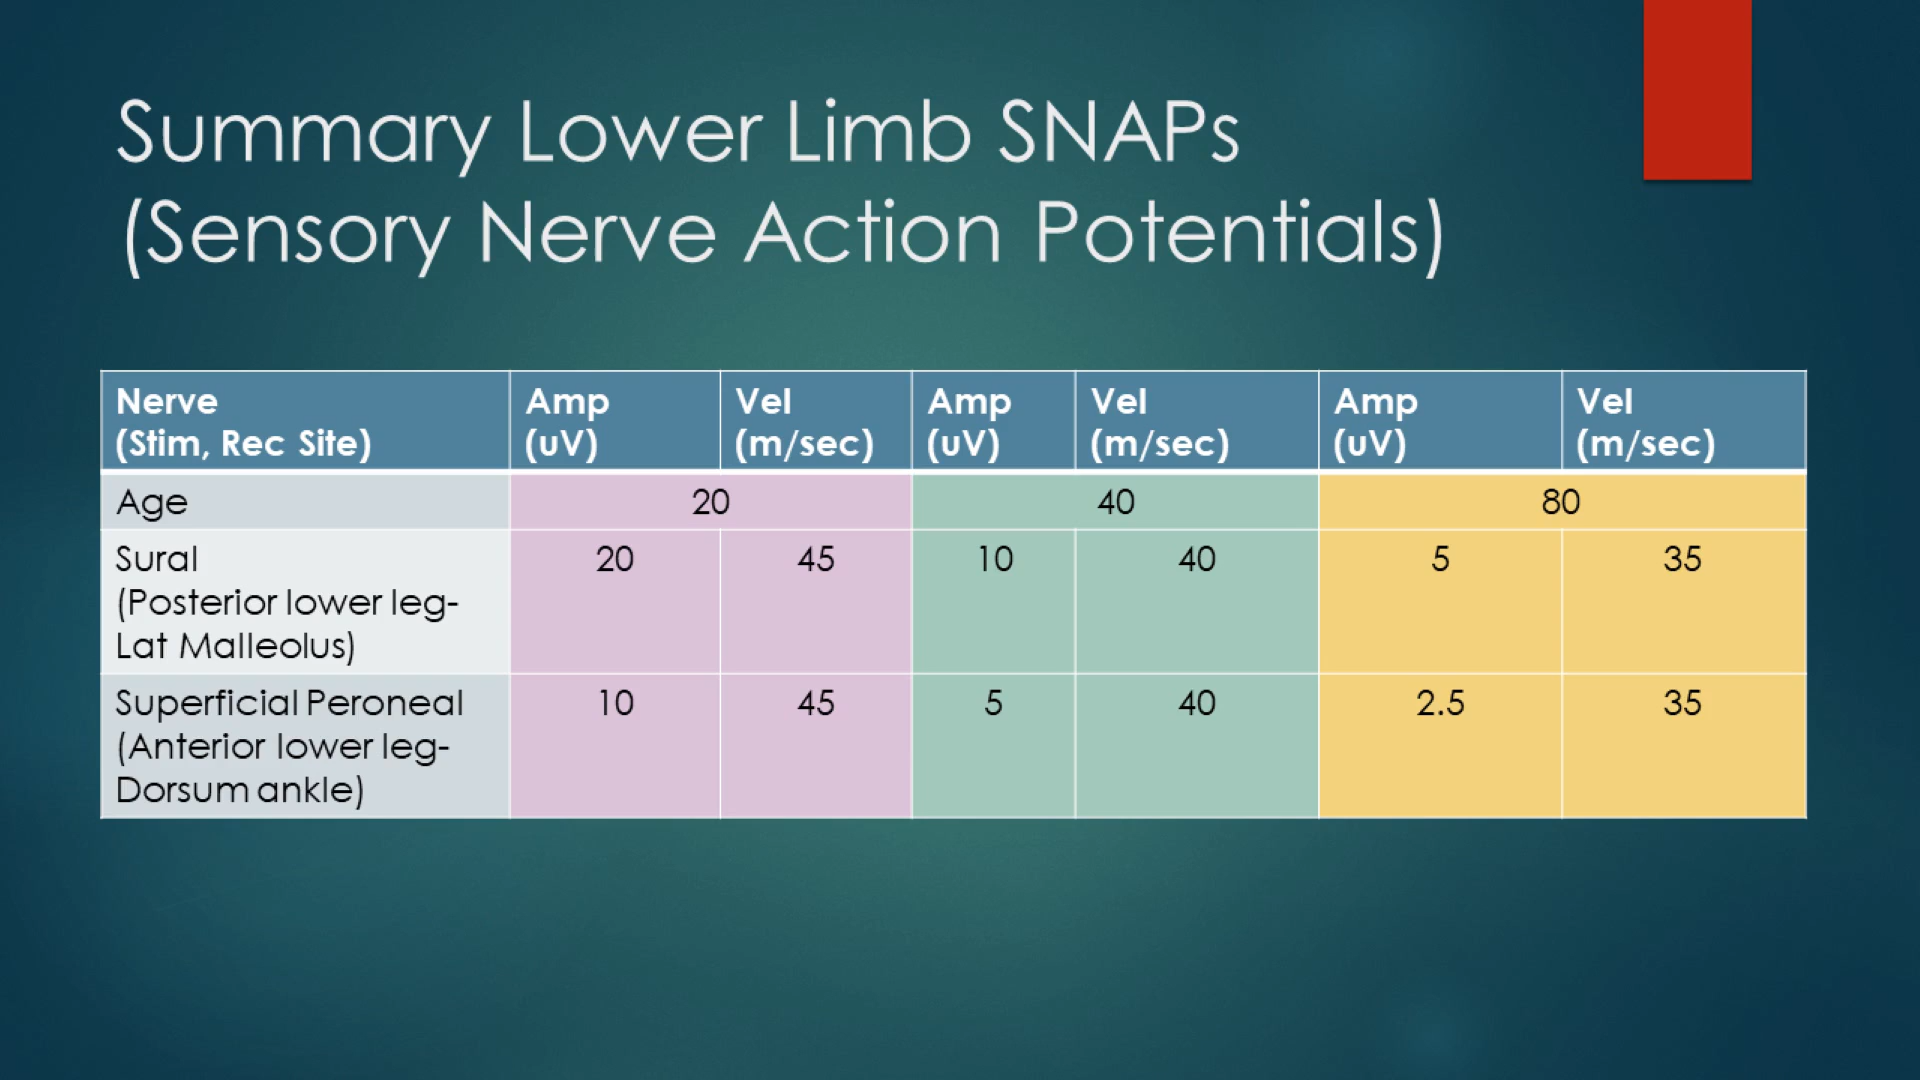 Summary Lower Limb SNAPs
(Sensory Nerve Action Potentials)
Nerve
(Stim, Rec Site)
Amp
(uV)
Vel
(m/sec)
Amp
(uV)
Vel
(m/sec)
Amp
(uV)
Vel
(m/sec)
Age
20
40
80
Sural
(Posterior lower leg-
Lat Malleolus)
20
45
10
40
5
35
Superficial Peroneal
(Anterior lower leg-
Dorsum ankle)
10
45
5
40
2.5
35